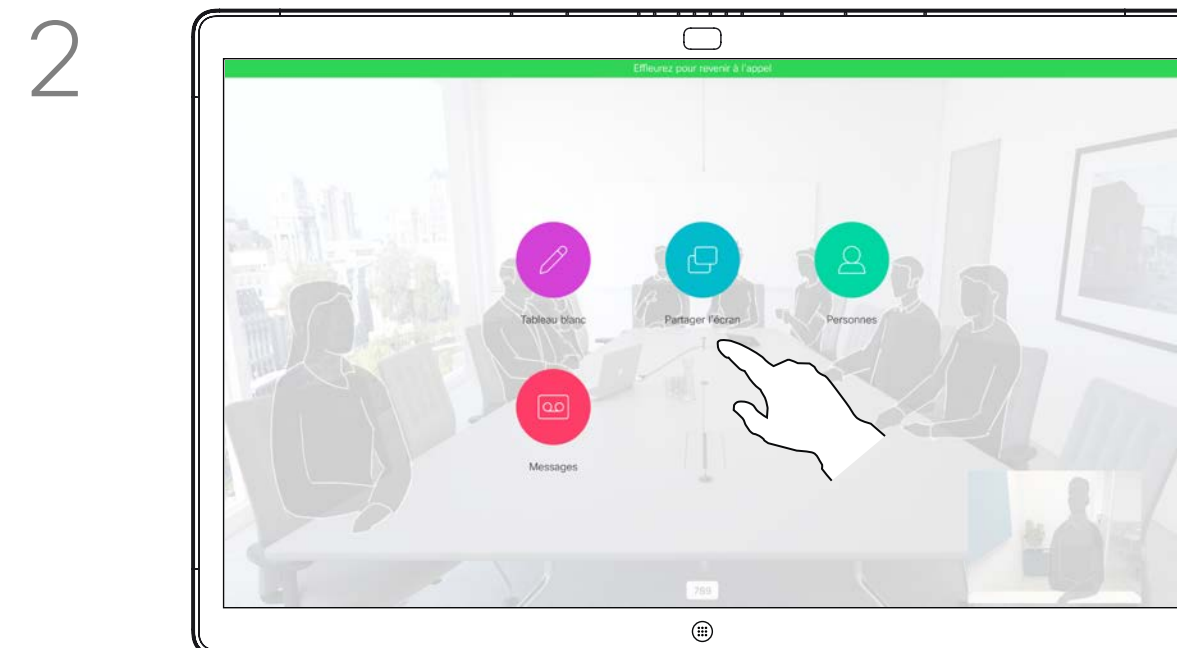 2
Effleurez pour revenir à l'appel
Tableau blanc
Partager l'écran
Personnes
Messages
789